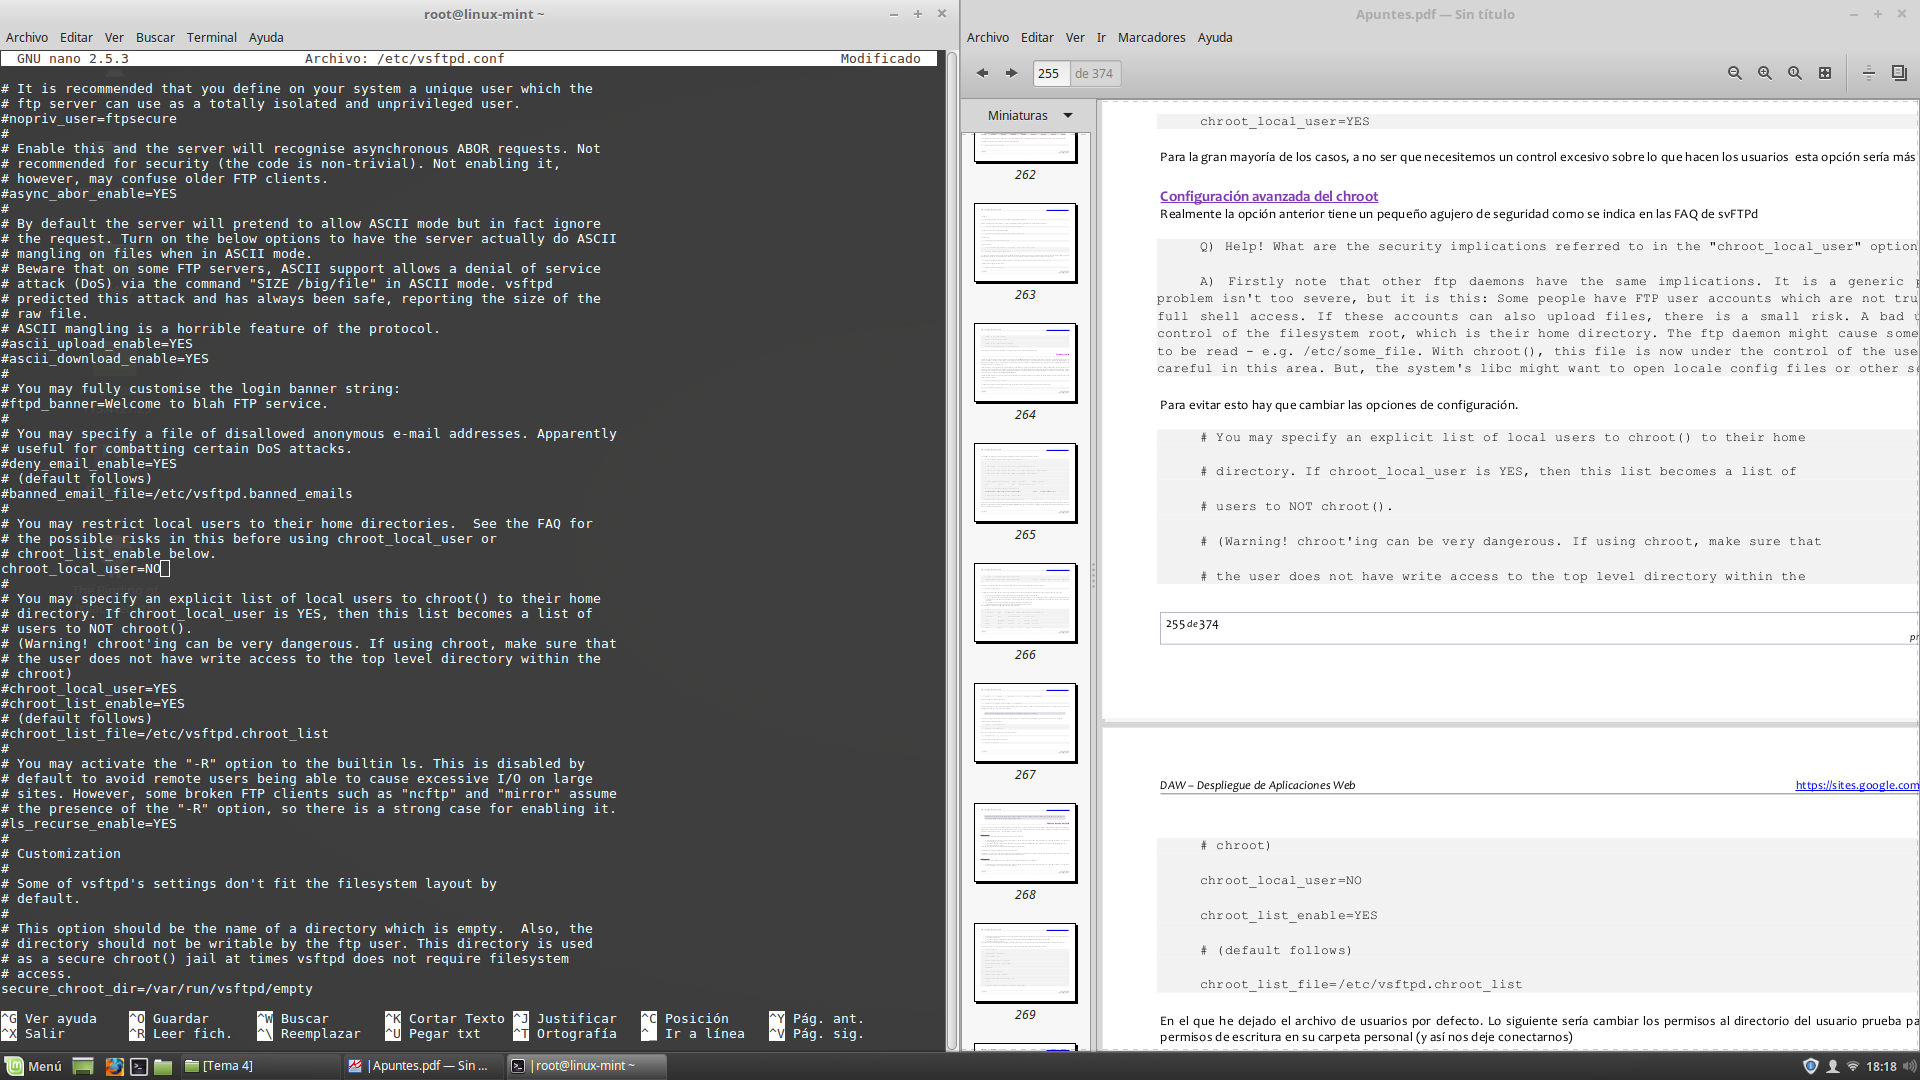 root@linux-mint ~
Archivo Editar Ver Buscar Terminal Ayuda
GNU nano 2.5.3 Archivo: /etc/vsftpd.conf Modificado
# It is recommended that you define on your system a unique user which the
# ftp server can use as a totally isolated and unprivileged user.
#nopriv_user=ftpsecure
#
# Enable this and the server will recognise asynchronous ABOR requests. Not
# recommended for security (the code is non-trivial). Not enabling it,
# however, may confuse older FTP clients.
#async_abor_enable=YES
#
# By default the server will pretend to allow ASCII mode but in fact ignore
# the request. Turn on the below options to have the server actually do ASCII
# mangling on files when in ASCII mode.
# Beware that on some FTP servers, ASCII support allows a denial of service
# attack (DoS) via the command "SIZE /big/file" in ASCII mode. vsftpd
# predicted this attack and has always been safe, reporting the size of the
# raw file.
# ASCII mangling is a horrible feature of the protocol.
#ascii_upload_enable=YES
#ascii_download_enable=YES
#
# You may fully customise the login banner string:
#ftpd_banner=Welcome to blah FTP service.
#
# You may specify a file of disallowed anonymous e-mail addresses. Apparently
# useful for combatting certain DoS attacks.
#deny_email_enable=YES
# (default follows)
#banned_email_file=/etc/vsftpd.banned_emails
#
# You may restrict local users to their home directories.  See the FAQ for
# the possible risks in this before using chroot_local_user or
# chroot_list_enable below.
chroot_local_user=NO
#
# You may specify an explicit list of local users to chroot() to their home
# directory. If chroot_local_user is YES, then this list becomes a list of
# users to NOT chroot().
# (Warning! chroot'ing can be very dangerous. If using chroot, make sure that
# the user does not have write access to the top level directory within the
# chroot)
#chroot_local_user=YES
#chroot_list_enable=YES
# (default follows)
#chroot_list_file=/etc/vsftpd.chroot_list
#
# You may activate the "-R" option to the builtin ls. This is disabled by
# default to avoid remote users being able to cause excessive I/O on large
# sites. However, some broken FTP clients such as "ncftp" and "mirror" assume
# the presence of the "-R" option, so there is a strong case for enabling it.
#ls_recurse_enable=YES
#
# Customization
#
# Some of vsftpd's settings don't fit the filesystem layout by
# default.
#
# This option should be the name of a directory which is empty.  Also, the
# directory should not be writable by the ftp user. This directory is used
# as a secure chroot() jail at times vsftpd does not require filesystem
# access.
secure_chroot_dir=/var/run/vsftpd/empty
^G Ver ayuda ^O Guardar ^W Buscar ^K Cortar Texto ^J Justificar ^C Posición ^Y Pág. ant.
^X Salir ^R Leer fich. ^\ Reemplazar ^U Pegar txt ^T Ortografía ^_ Ir a línea ^V Pág. sig.
Apuntes.pdf — Sin título
Archivo Editar Ver Ir Marcadores Ayuda
255 de 374
Miniaturas
262
263
264
265
266
267
268
269
chroot_local_user=YES
Para la gran mayoría de los casos, a no ser que necesitemos un control excesivo sobre lo que hacen los usuarios esta opción sería más
Configuración avanzada del chroot
Realmente la opción anterior tiene un pequeño agujero de seguridad como se indica en las FAQ de svFTPd
Q) Help! What are the security implications referred to in the "chroot_local_user" option
A) Firstly note that other ftp daemons have the same implications. It is a generic
problem isn't too severe, but it is this: Some people have FTP user accounts which are not tru
full shell access. If these accounts can also upload files, there is a small risk. A bad
control of the filesystem root, which is their home directory. The ftp daemon might cause some
to be read - e.g. /etc/some_file. With chroot(), this file is now under the control of the use
careful in this area. But, the system's libc might want to open locale config files or other
Para evitar esto hay que cambiar las opciones de configuración.
# You may specify an explicit list of local users to chroot() to their home
# directory. If chroot_local_user is YES, then this list becomes a list of
# users to NOT chroot().
# (Warning! chroot'ing can be very dangerous. If using chroot, make sure that
# the user does not have write access to the top level directory within the
255 de 374
DAW – Despliegue de Aplicaciones Web https://sites.google.com
# chroot)
chroot_local_user=NO
chroot_list_enable=YES
# (default follows)
chroot_list_file=/etc/vsftpd.chroot_list
En el que he dejado el archivo de usuarios por defecto. Lo siguiente sería cambiar los permisos al directorio del usuario prueba pa
permisos de escritura en su carpeta personal (y así nos deje conectarnos)
Menú [Tema 4] Apuntes.pdf — Sin ... root@linux-mint ~ 18:18